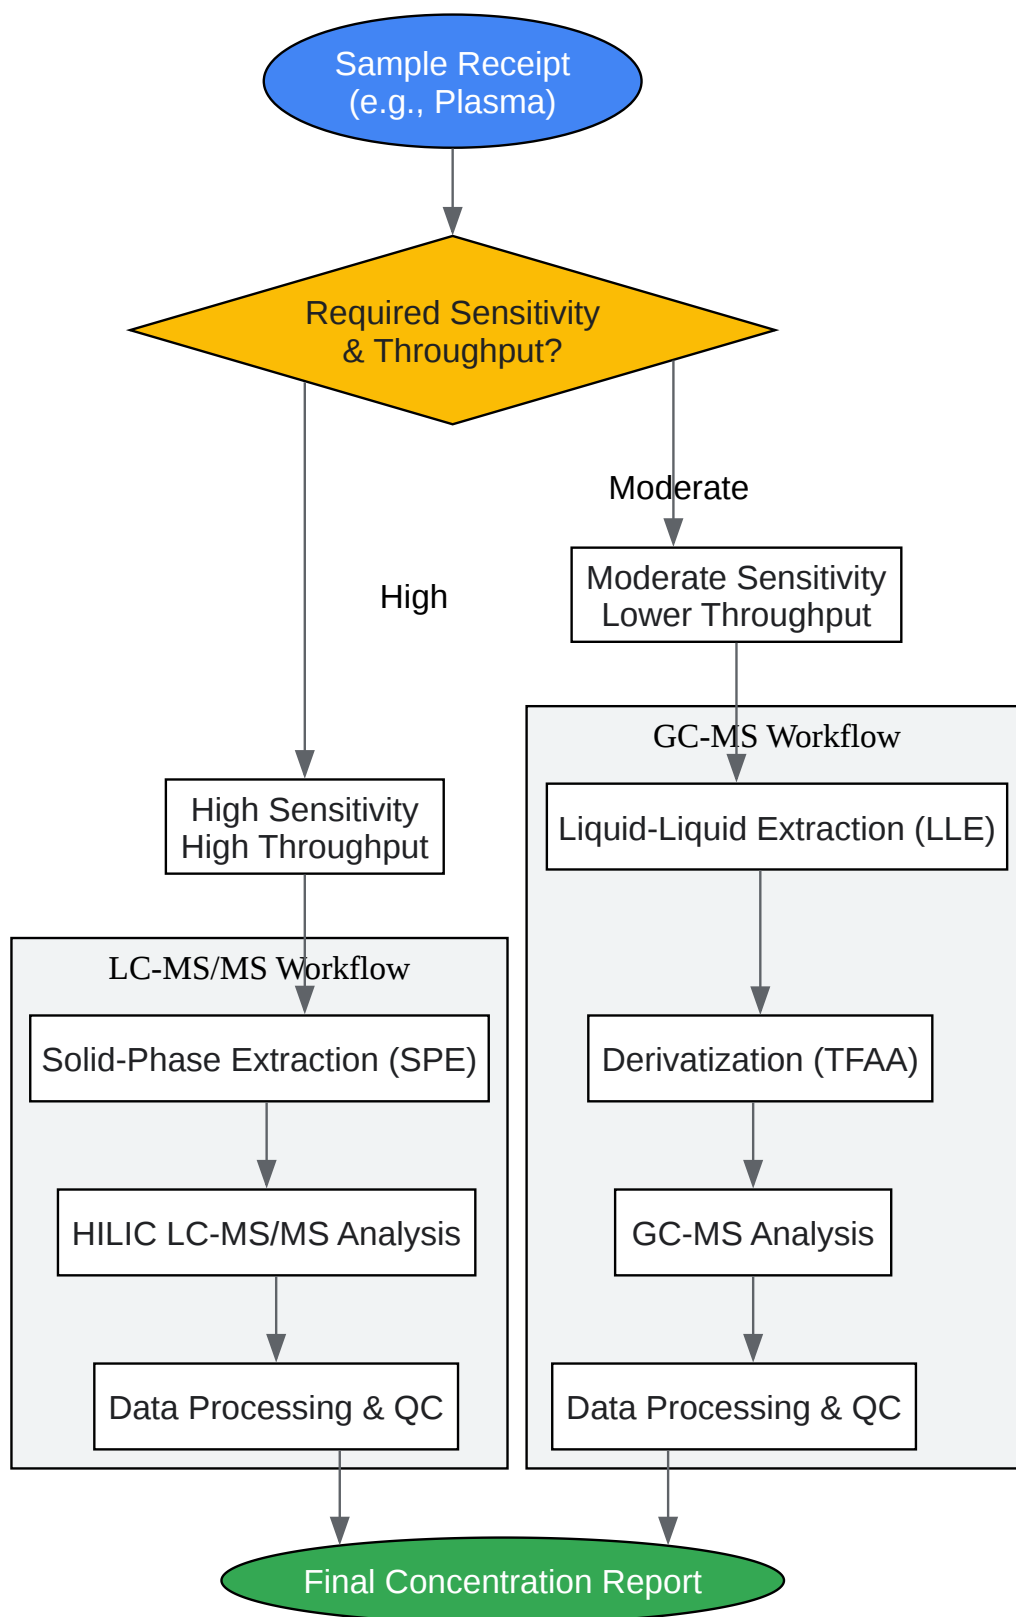 Sample Receipt
(e.g., Plasma)
Required Sensitivity
& Throughput?
Moderate
High
Moderate Sensitivity
Lower Throughput
High Sensitivity
High Throughput
GC-MS Workflow
Liquid-Liquid Extraction (LLE)
Derivatization (TFAA)
GC-MS Analysis
Data Processing & QC
LC-MS/MS Workflow
Solid-Phase Extraction (SPE)
HILIC LC-MS/MS Analysis
Data Processing & QC
Final Concentration Report